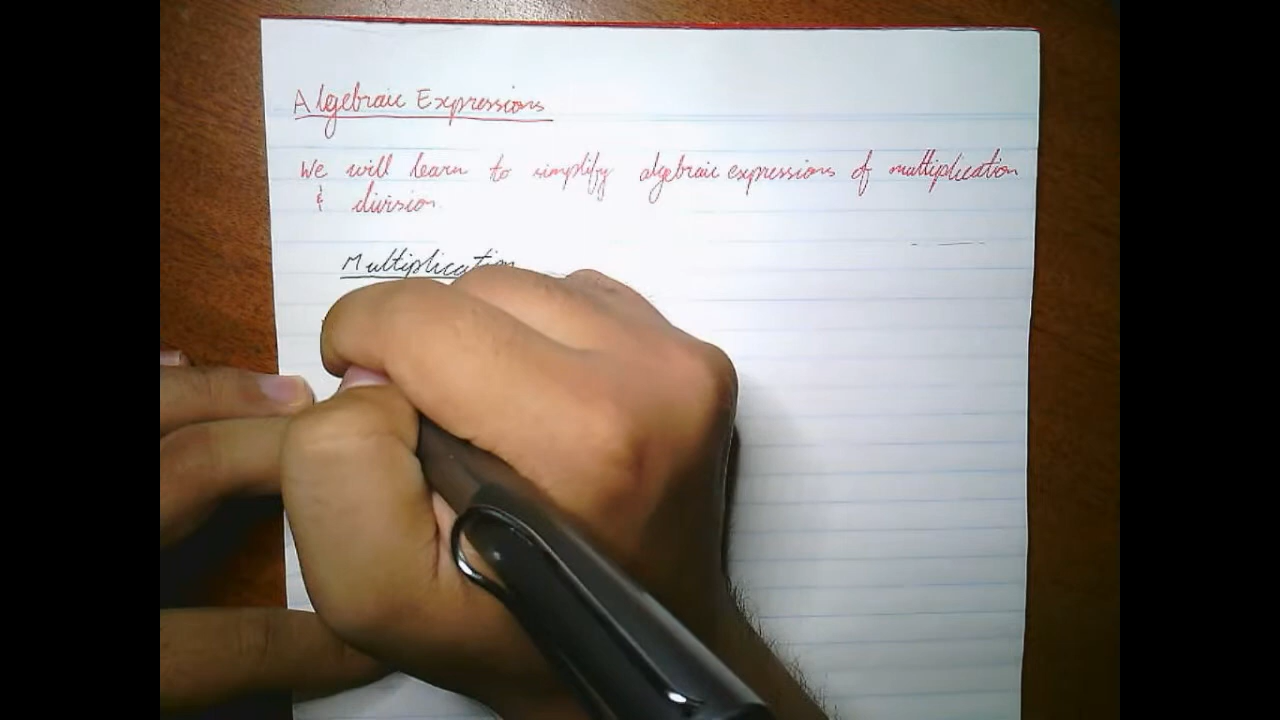 Algebraic Expressions
We will learn to simplify algebraic expressions of multiplication
& division.
Multiplication